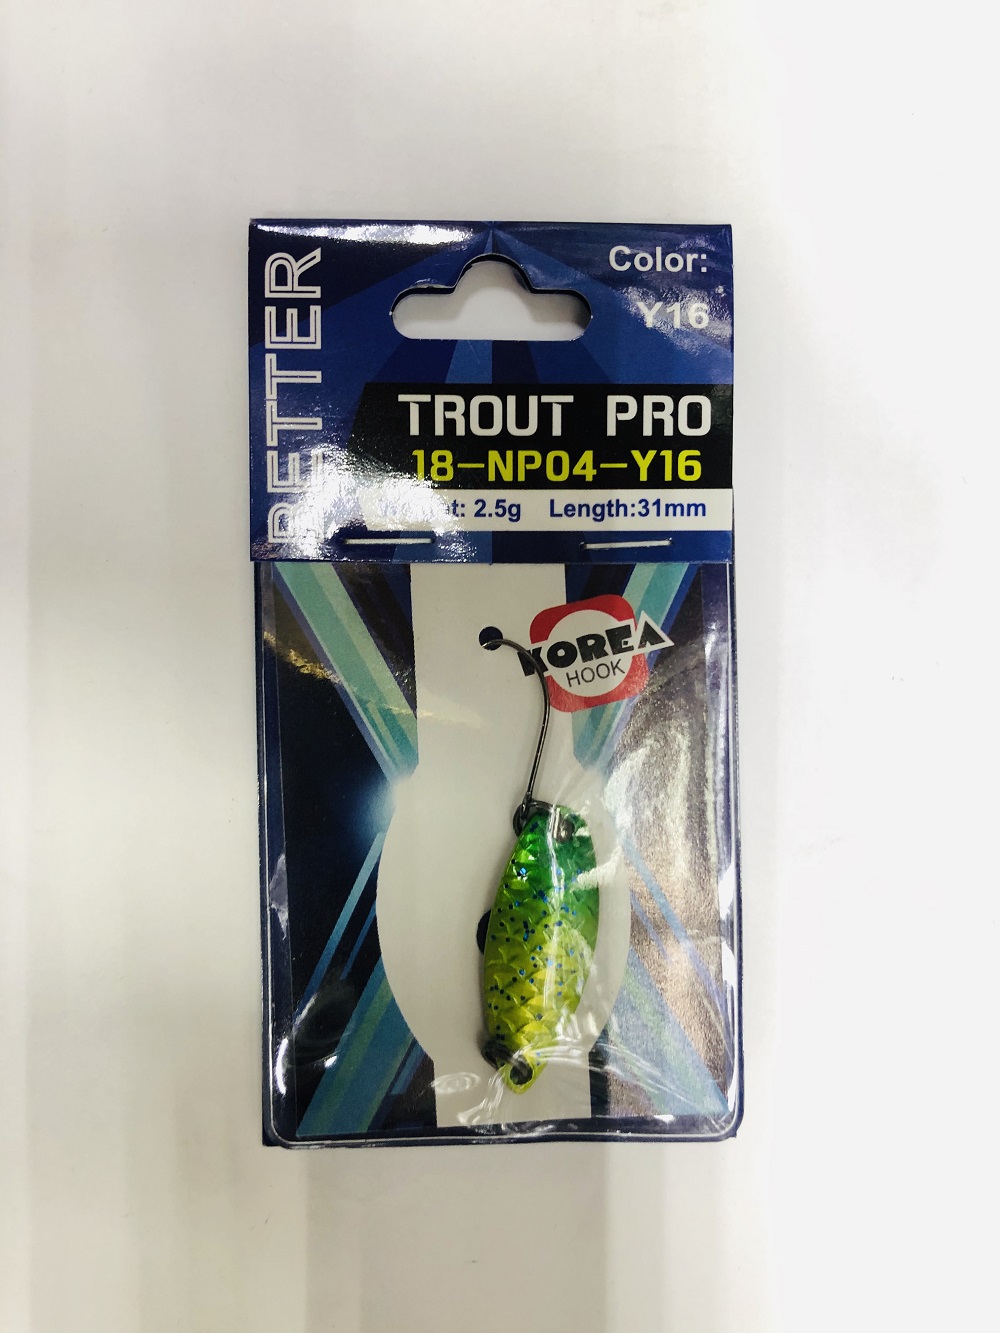 BETTER
Color:
Y16
TROUT PRO
18-NP04-Y16
2.5g Length:31mm
KOREA
HOOK